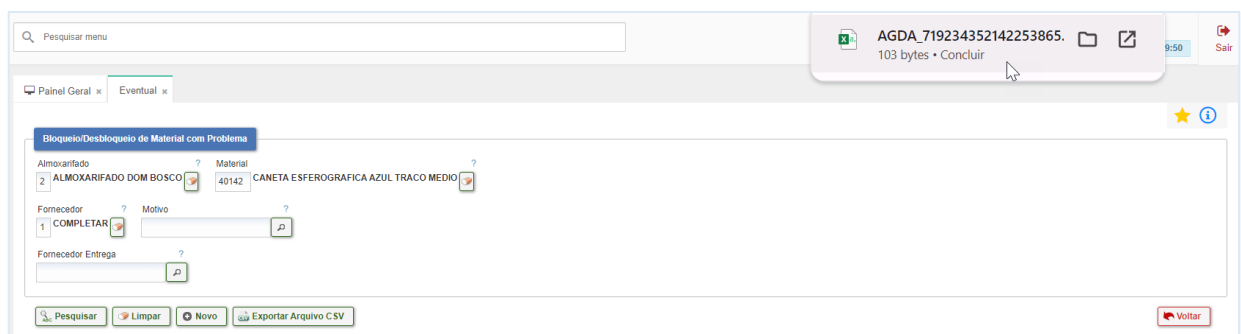 Pesquisar menu
AGDA_719234352142253865.
103 bytes • Concluir
9:50
Sair
Painel Geral ×
Eventual ×
Bloqueio/Desbloqueio de Material com Problema
Almoxarifado ? Material ?
2 ALMOXARIFADO DOM BOSCO 40142 CANETA ESFEROGRAFICA AZUL TRACO MEDIO
Fornecedor ? Motivo ?
1 COMPLETAR
Fornecedor Entrega ?
Pesquisar Limpar Novo Exportar Arquivo CSV Voltar